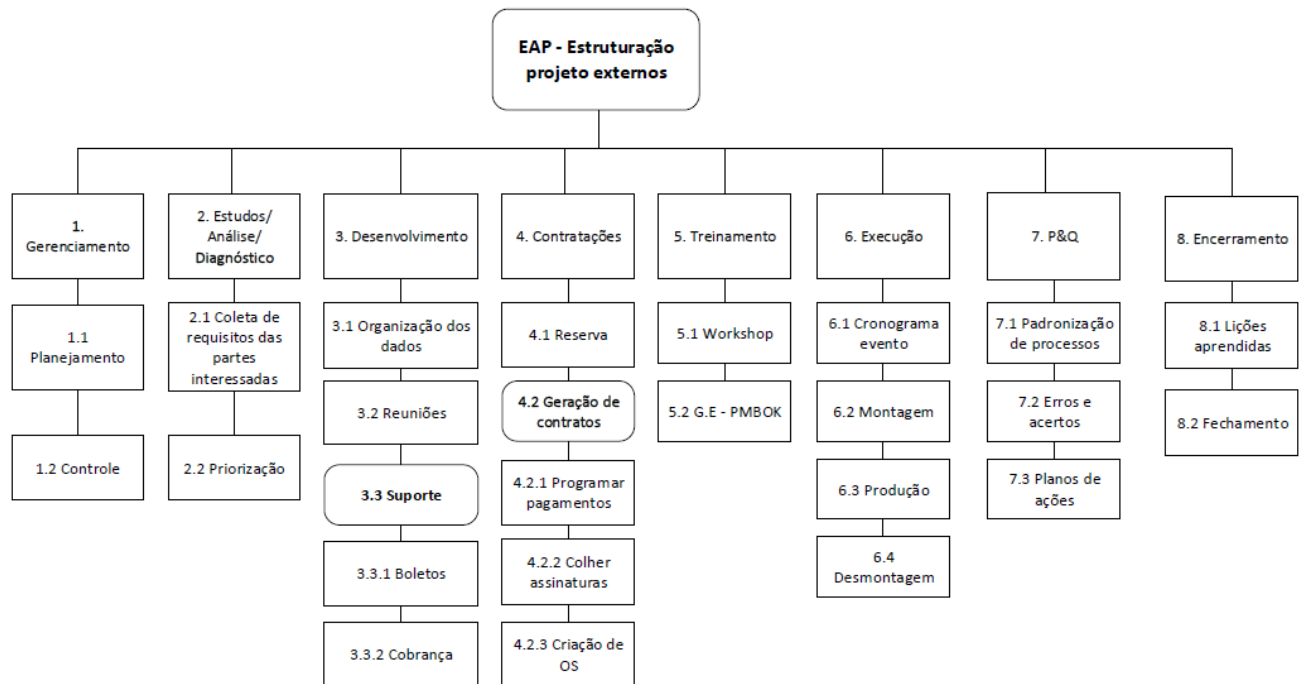 EAP - Estruturação
projeto externos
1.
Gerenciamento
1.1
Planejamento
1.2 Controle
2. Estudos/
Análise/
Diagnóstico
2.1 Coleta de
requisitos das
partes
interessadas
2.2 Priorização
3. Desenvolvimento
3.1 Organização dos
dados
3.2 Reuniões
3.3 Suporte
3.3.1 Boletos
3.3.2 Cobrança
4. Contratações
4.1 Reserva
4.2 Geração de
contratos
4.2.1 Programar
pagamentos
4.2.2 Colher
assinaturas
4.2.3 Criação de
OS
5. Treinamento
5.1 Workshop
5.2 G.E - PMBOK
6. Execução
6.1 Cronograma
evento
6.2 Montagem
6.3 Produção
6.4
Desmontagem
7. P&Q
7.1 Padronização
de processos
7.2 Erros e
acertos
7.3 Planos de
ações
8. Encerramento
8.1 Lições
aprendidas
8.2 Fechamento